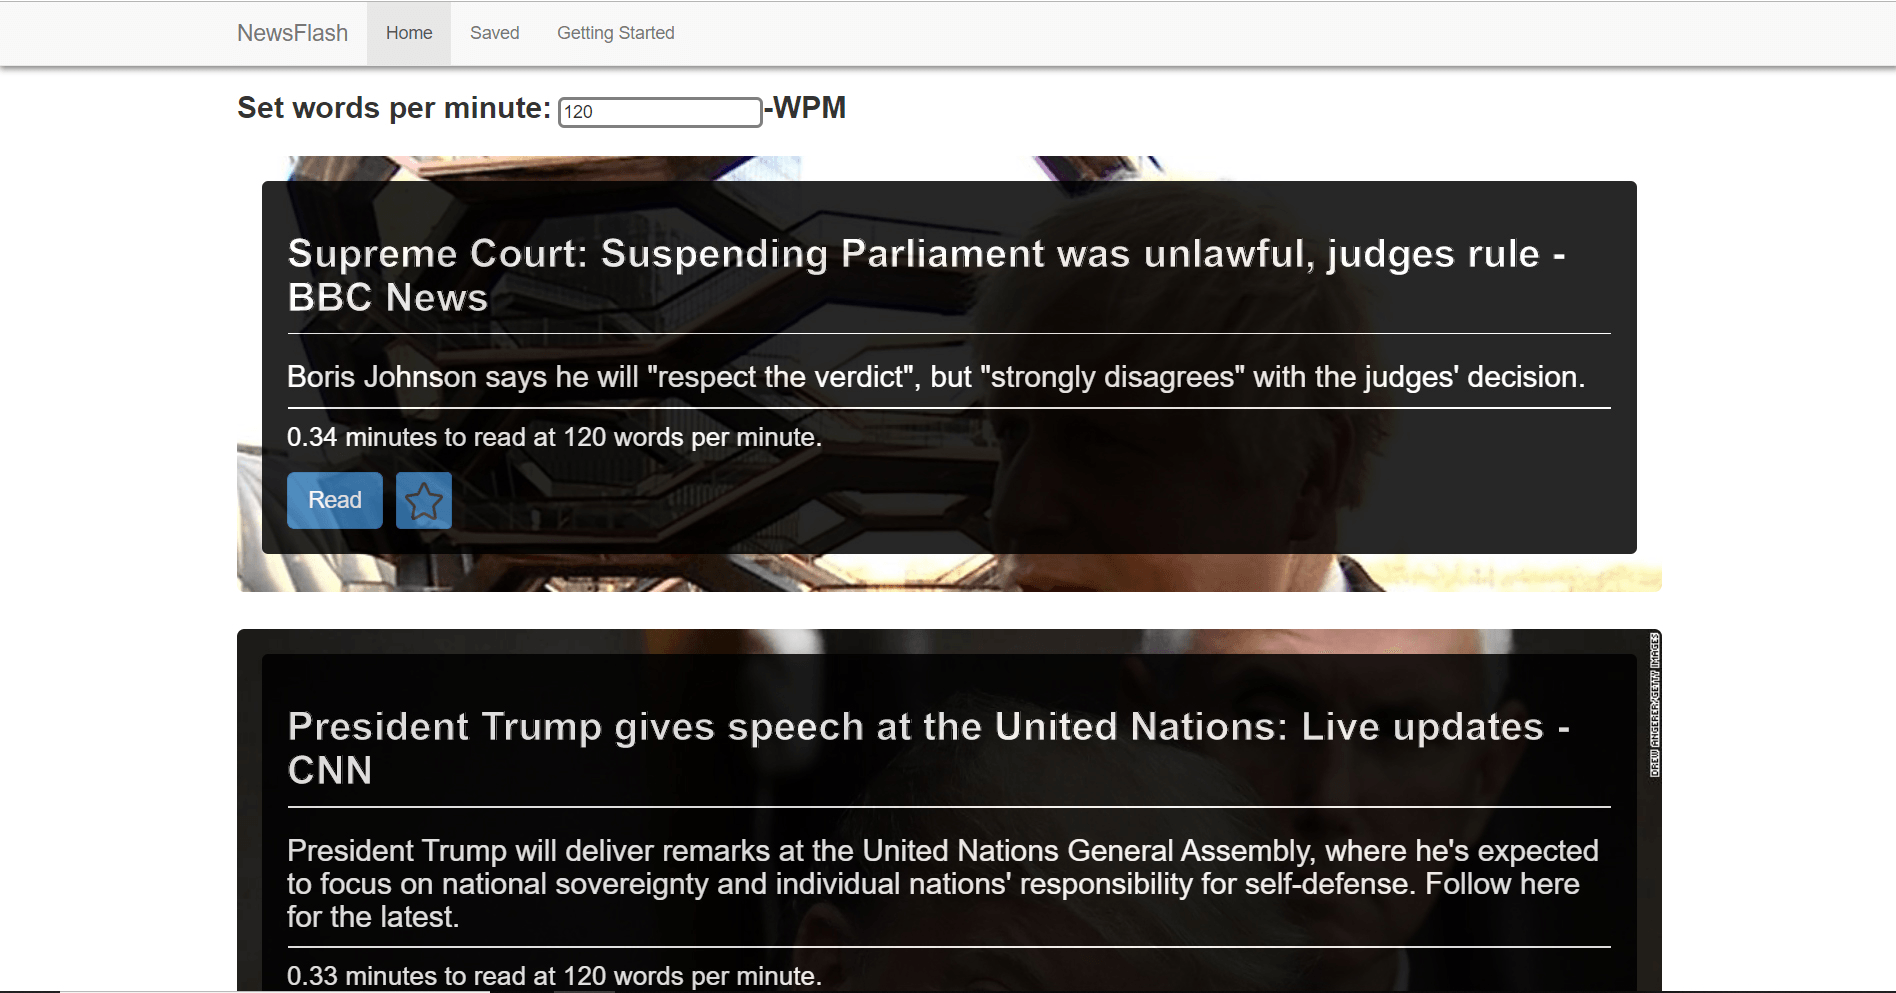 NewsFlash Home Saved Getting Started
Set words per minute: 120 -WPM
Supreme Court: Suspending Parliament was unlawful, judges rule -
BBC News
Boris Johnson says he will "respect the verdict", but "strongly disagrees" with the judges' decision.
0.34 minutes to read at 120 words per minute.
Read
DREW ANGERER/GETTY IMAGES
President Trump gives speech at the United Nations: Live updates -
CNN
President Trump will deliver remarks at the United Nations General Assembly, where he's expected
to focus on national sovereignty and individual nations' responsibility for self-defense. Follow here
for the latest.
0.33 minutes to read at 120 words per minute.